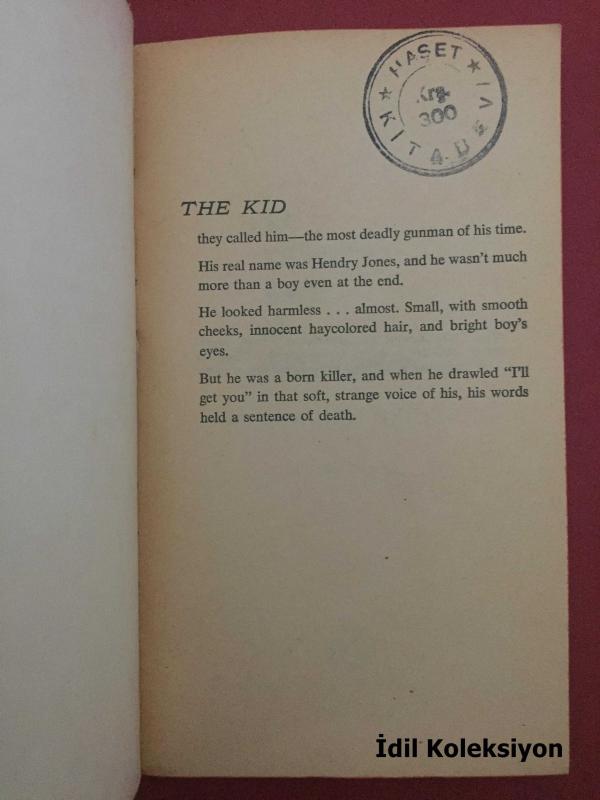 HASET
KİTABEVİ
Krş.
300
THE KID
they called him—the most deadly gunman of his time.
His real name was Hendry Jones, and he wasn't much
more than a boy even at the end.
He looked harmless . . . almost. Small, with smooth
cheeks, innocent haycolored hair, and bright boy's
eyes.
But he was a born killer, and when he drawled “I'll
get you” in that soft, strange voice of his, his words
held a sentence of death.
İdil Koleksiyon